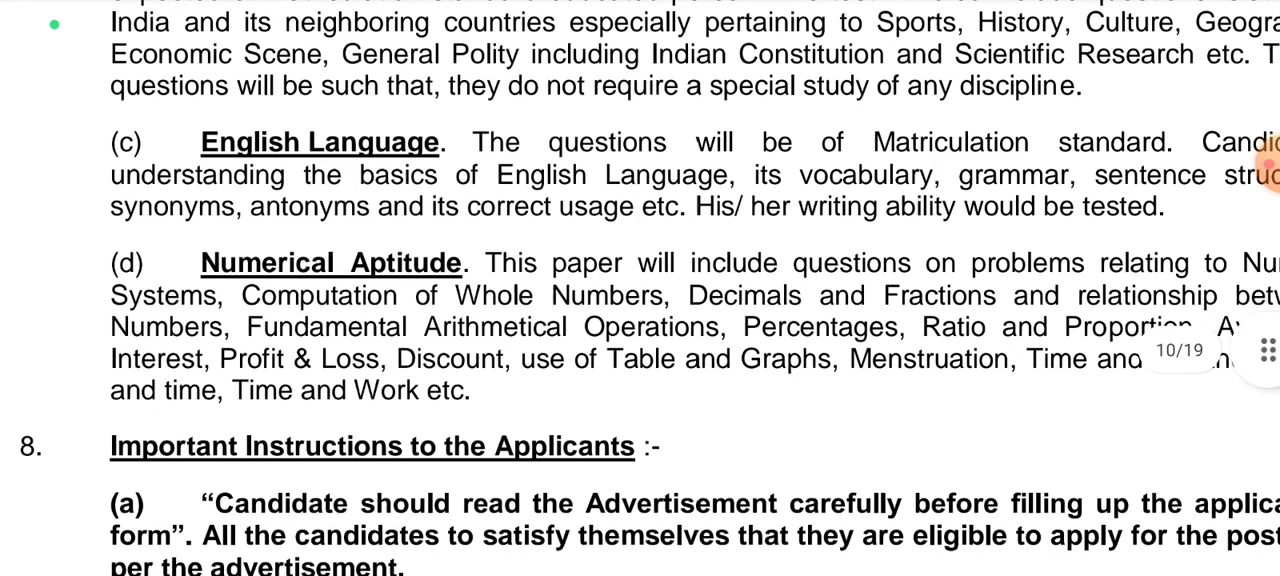 India and its neighboring countries especially pertaining to Sports, History, Culture,
Economic Scene, General Polity including Indian Constitution and Scientific Research etc.
questions will be such that, they do not require a special study of any discipline.
(c) English Language. The questions will be of Matriculation standard.
understanding the basics of English Language, its vocabulary, grammar, sentence
synonyms, antonyms and its correct usage etc. His/ her writing ability would be tested.
(d) Numerical Aptitude. This paper will include questions on problems relating to
Systems, Computation of Whole Numbers, Decimals and Fractions and relationship
Numbers, Fundamental Arithmetical Operations, Percentages, Ratio and Proportion
Interest, Profit & Loss, Discount, use of Table and Graphs, Menstruation, Time and
10/19
and time, Time and Work etc.
8. Important Instructions to the Applicants :-
(a) “Candidate should read the Advertisement carefully before filling up the
form”. All the candidates to satisfy themselves that they are eligible to apply for the post
per the advertisement.